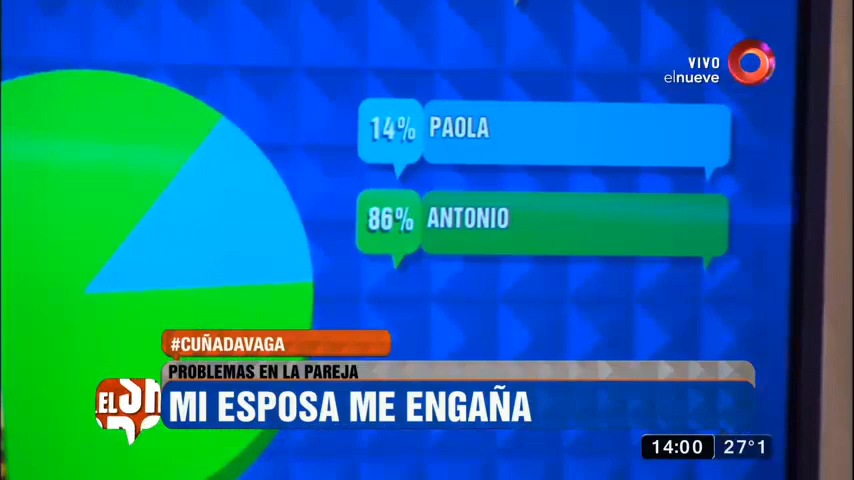 VIVO
elnueve
14% PAOLA
86% ANTONIO
#CUÑADAVAGA
PROBLEMAS EN LA PAREJA
EL
MI ESPOSA ME ENGAÑA
14:00 27°1